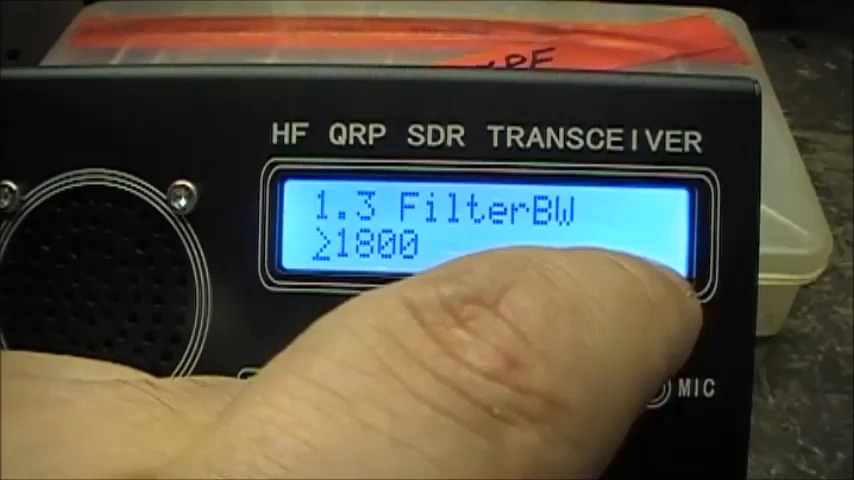 HF QRP SDR TRANSCEIVER
1.3 FilterBW
>1800
MIC